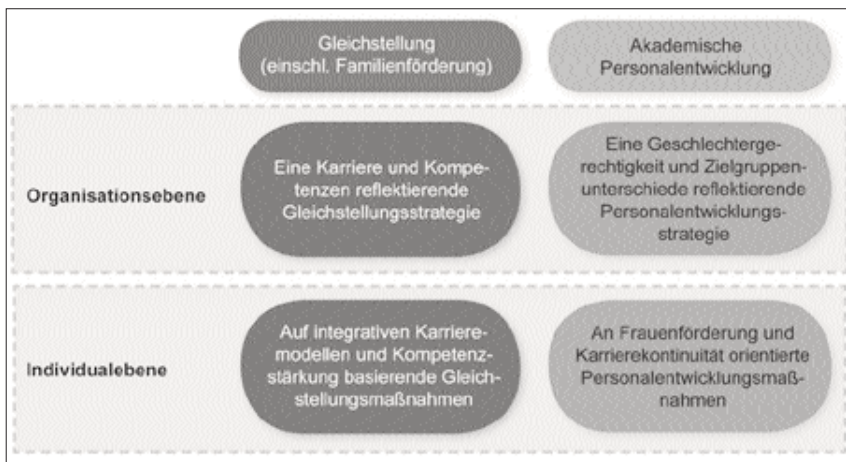 Gleichstellung
(einschl. Familienförderung)
Akademische
Personalentwicklung
Organisationsebene
Eine Karriere und Kompe-
tenzen reflektierende
Gleichstellungsstrategie
Eine Geschlechterge-
rechtigkeit und Zielgruppen-
unterschiede reflektierende
Personalentwicklungs-
strategie
Individualebene
Auf integrativen Karriere-
modellen und Kompetenz-
stärkung basierende Gleich-
stellungsmaßnahmen
An Frauenförderung und
Karrierekontinuität orientierte
Personalentwicklungsmaß-
nahmen